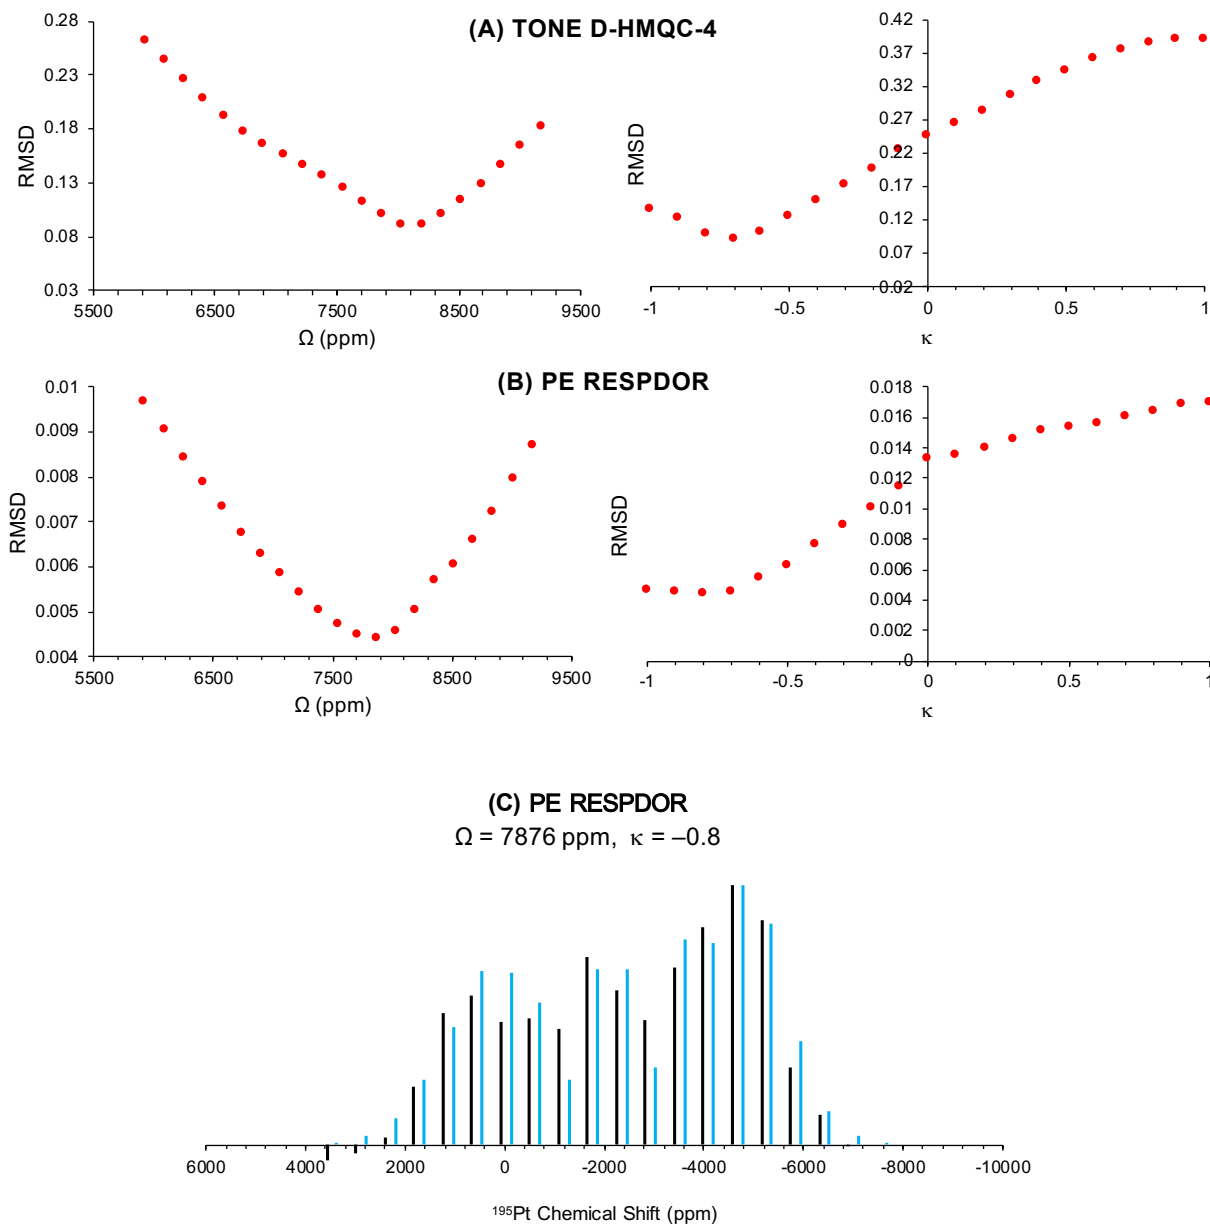 (A) TONE D-HMQC-4
RMSD
0.28
0.23
0.18
0.13
0.08
0.03
5500 6500 7500 8500 9500
Ω (ppm)
RMSD
0.42
0.37
0.32
0.27
0.22
0.17
0.12
0.07
0.02
-1 -0.5 0 0.5 1
κ
(B) PE RESPDOR
RMSD
0.01
0.009
0.008
0.007
0.006
0.005
0.004
5500 6500 7500 8500 9500
Ω (ppm)
RMSD
0.018
0.016
0.014
0.012
0.01
0.008
0.006
0.004
0.002
0
-1 -0.5 0 0.5 1
κ
(C) PE RESPDOR
Ω = 7876 ppm, κ = –0.8
6000 4000 2000 0 -2000 -4000 -6000 -8000 -10000
¹⁹⁵Pt Chemical Shift (ppm)